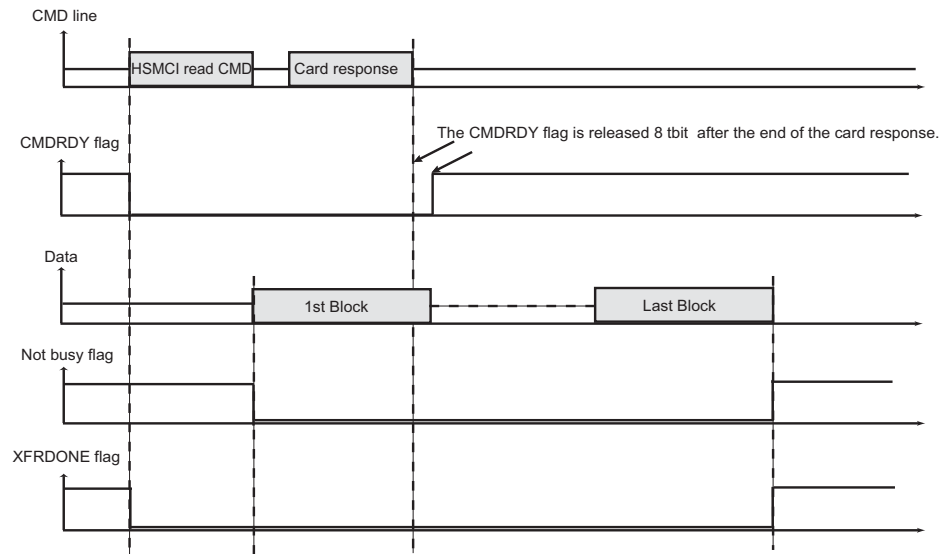 CMD line
HSMCI read CMD
Card response
CMDRDY flag
The CMDRDY flag is released 8 tbit after the end of the card response.
Data
1st Block
Last Block
Not busy flag
XFRDONE flag